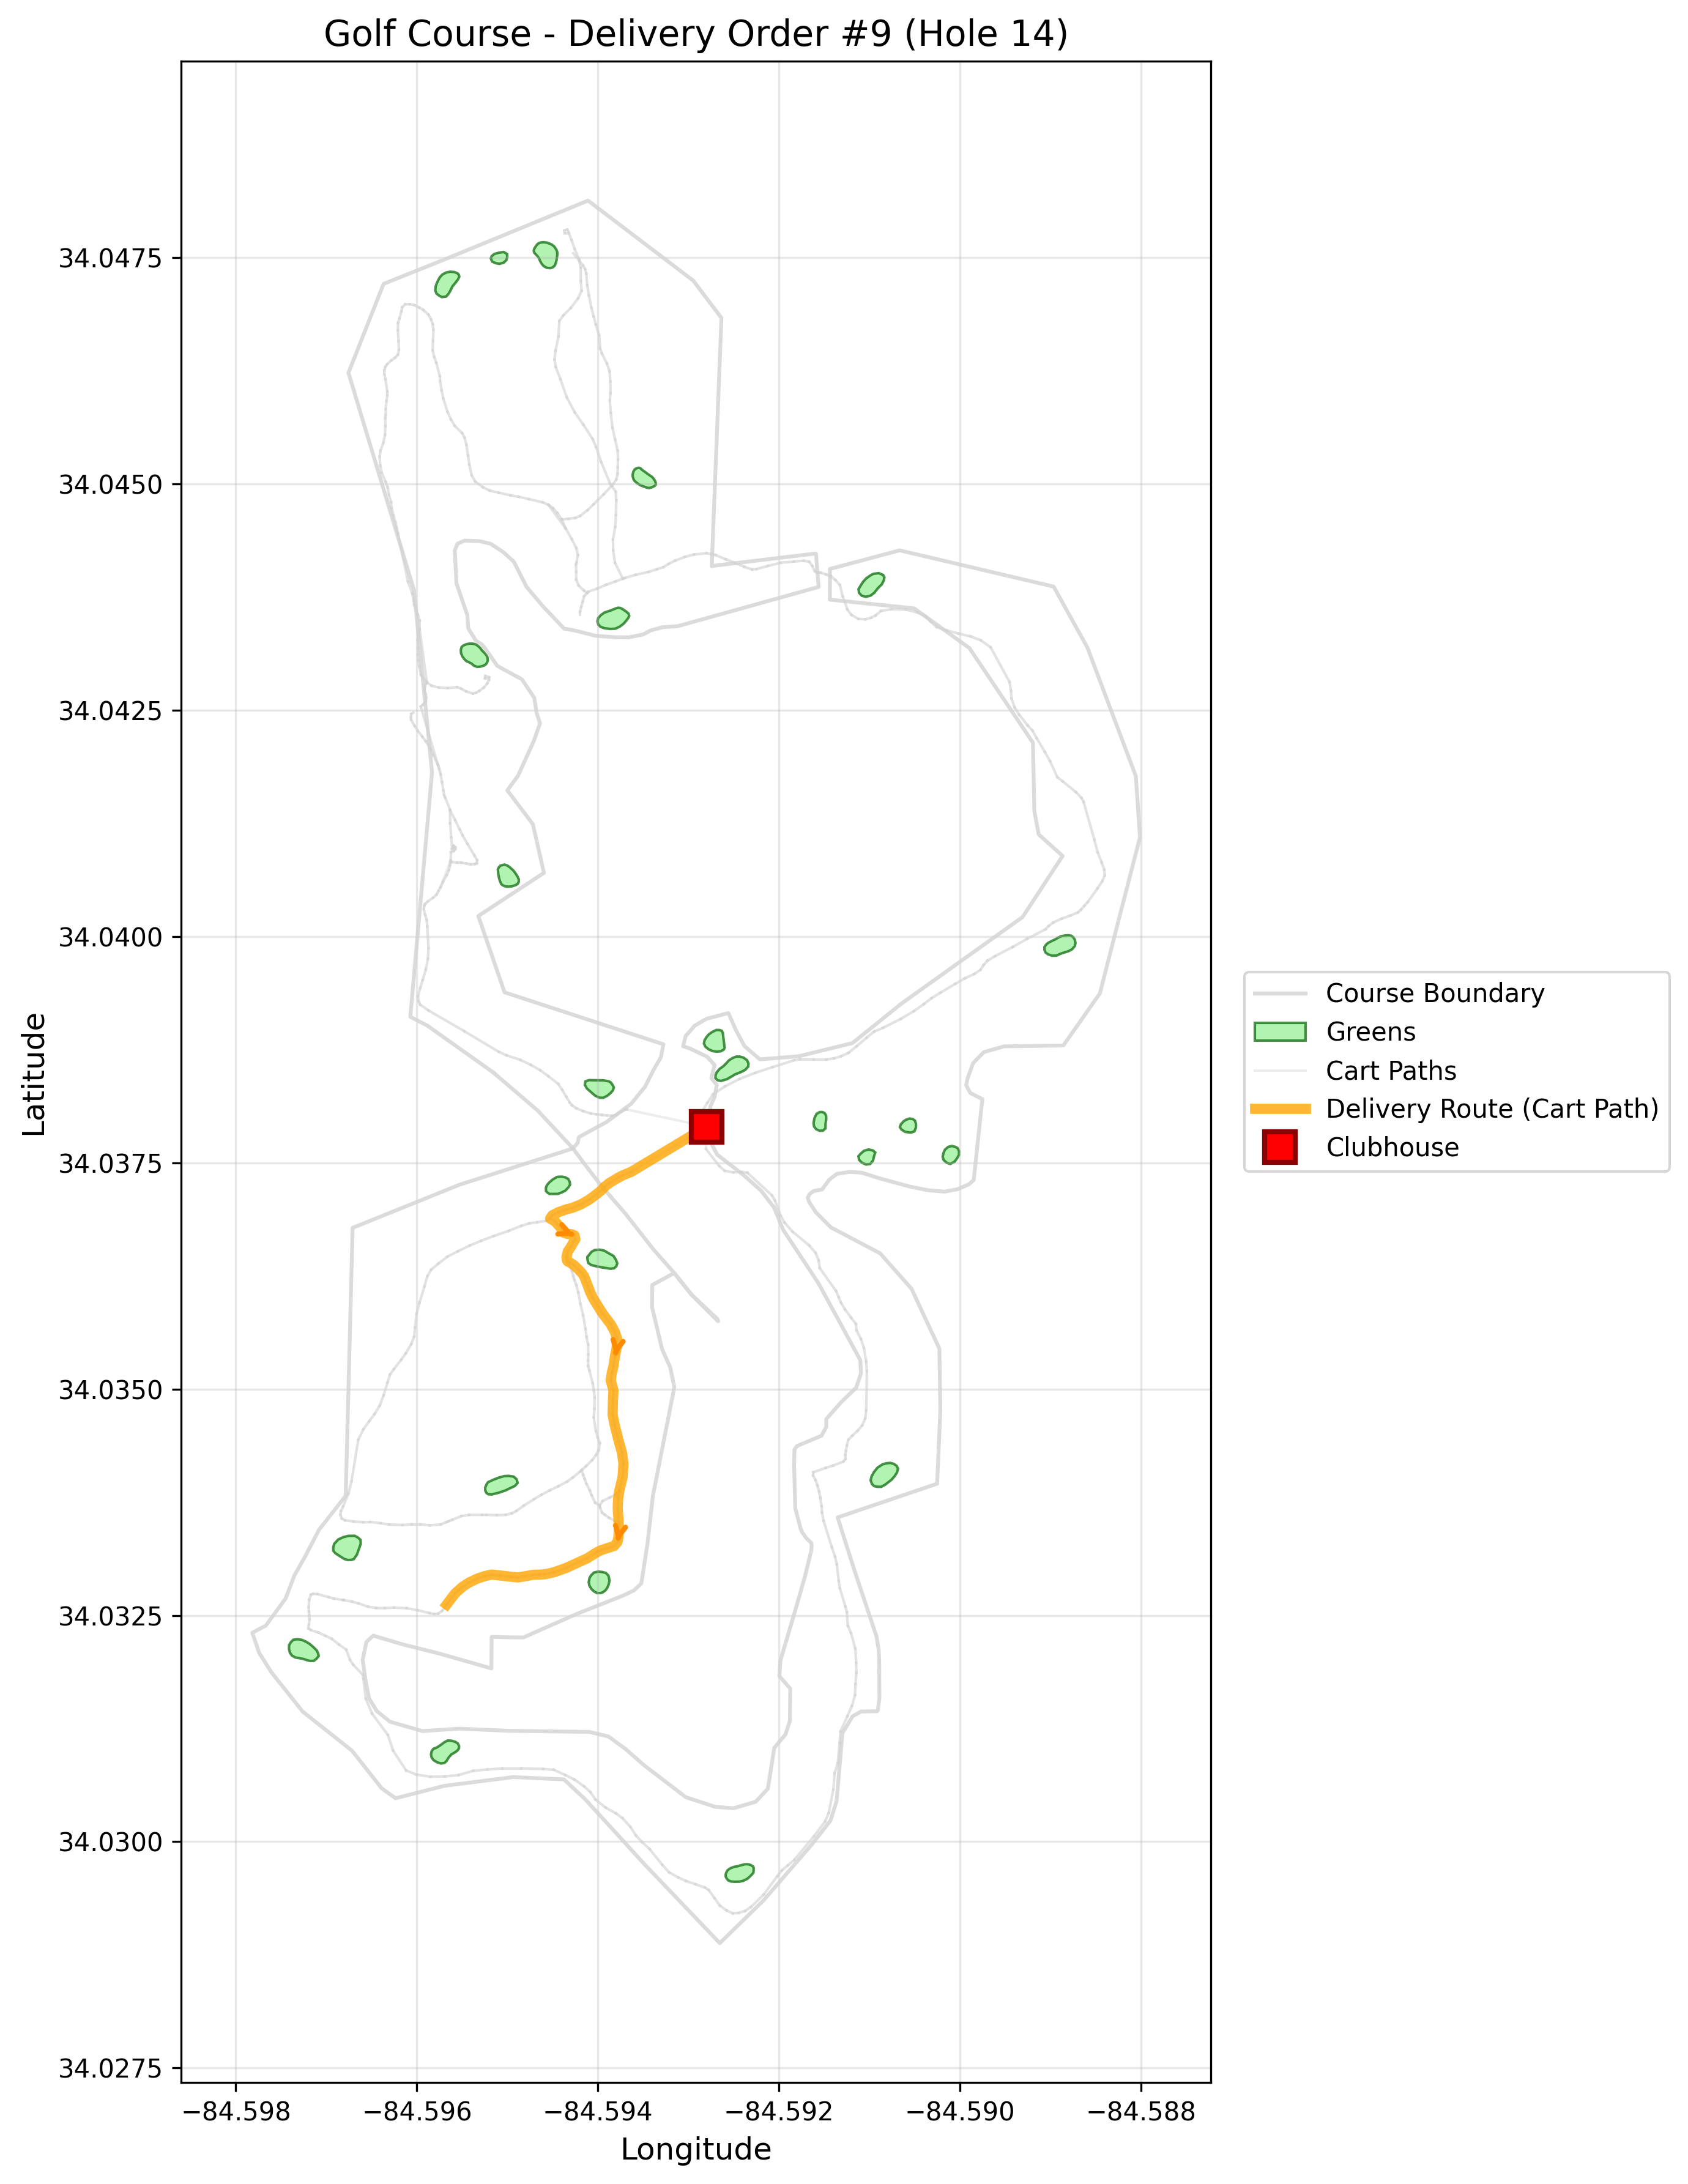 Golf Course - Delivery Order #9 (Hole 14)
34.0475
34.0450
34.0425
34.0400
34.0375
34.0350
34.0325
34.0300
34.0275
Latitude
−84.598
−84.596
−84.594
−84.592
−84.590
−84.588
Longitude
Course Boundary
Greens
Cart Paths
Delivery Route (Cart Path)
Clubhouse